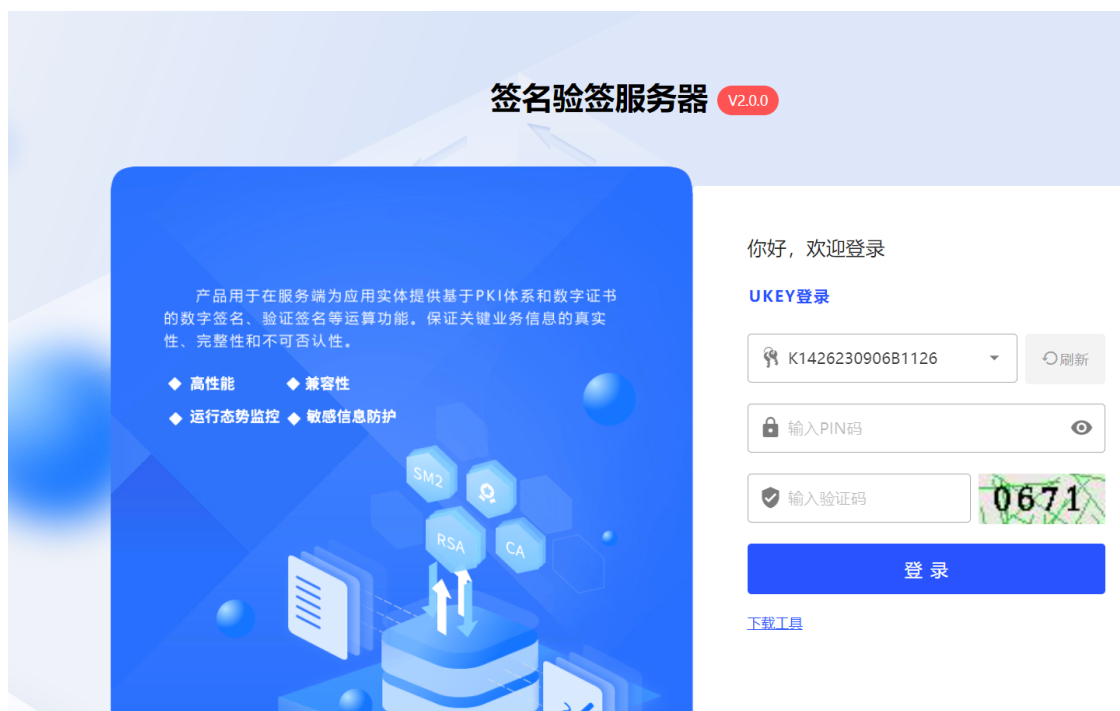 签名验签服务器 V2.0.0
产品用于在服务端为应用实体提供基于PKI体系和数字证书
的数字签名、验证签名等运算功能。保证关键业务信息的真实
性、完整性和不可否认性。
高性能 兼容性
运行态势监控 敏感信息防护
SM2
RSA
CA
你好，欢迎登录
UKEY登录
K1426230906B1126 刷新
输入PIN码
输入验证码 0671
登录
下载工具